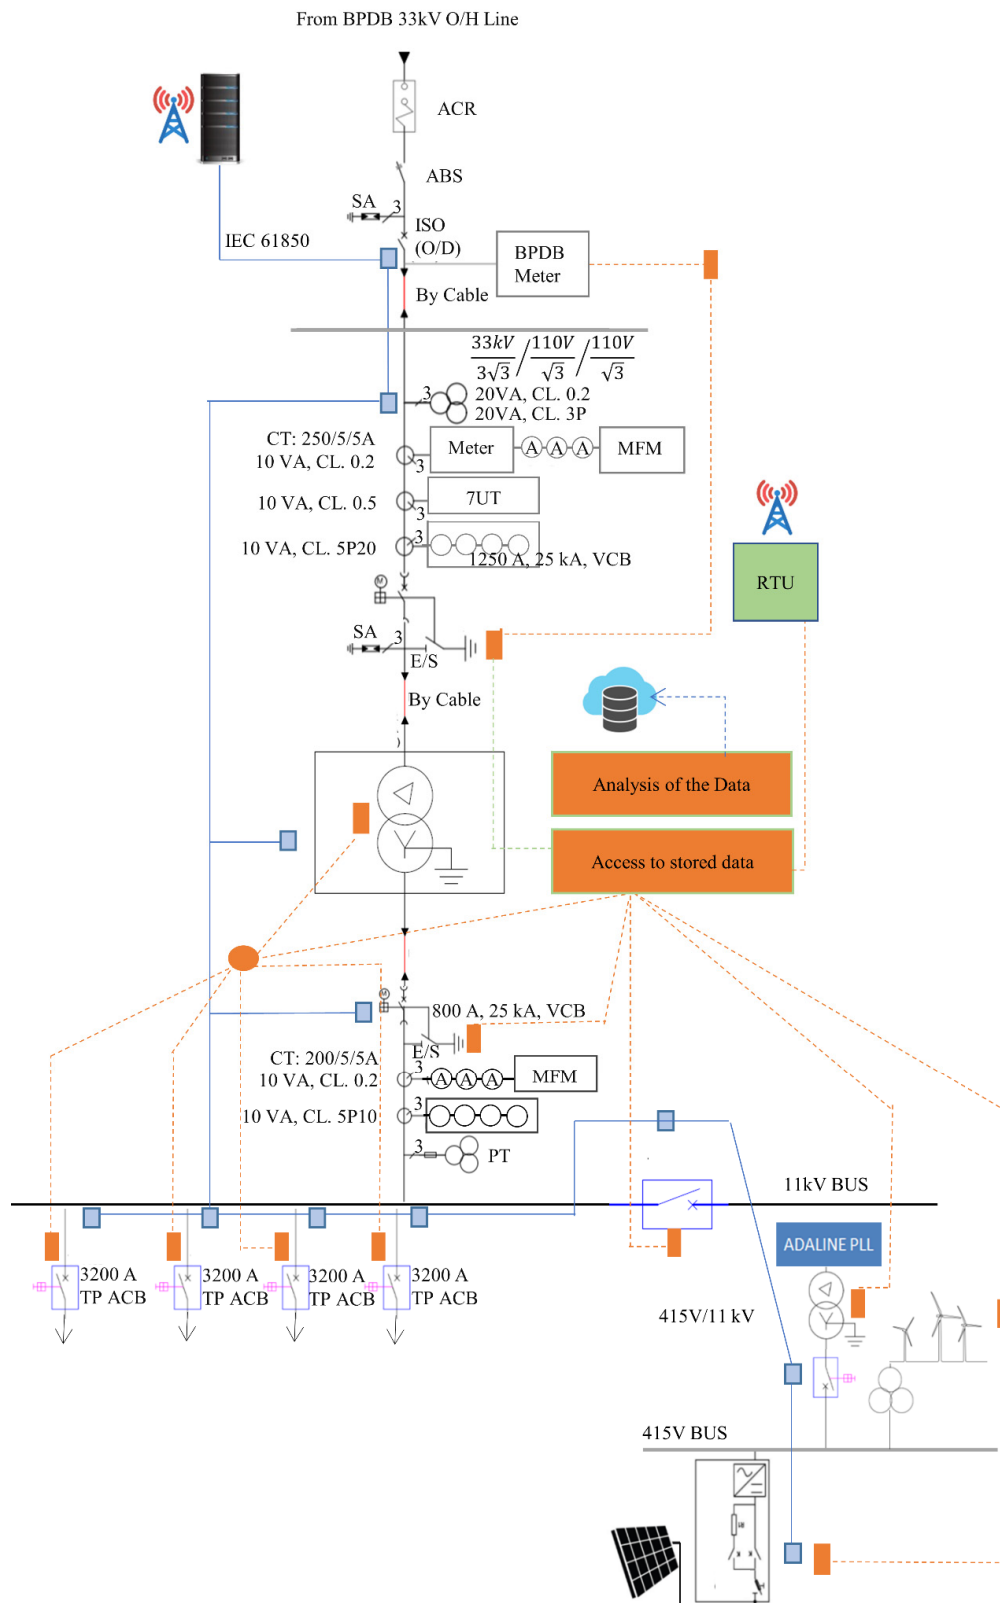 From BPDB 33kV O/H Line
ACR
ABS
SA
3
ISO
(O/D)
IEC 61850
BPDB
Meter
By Cable
33kV/3√3 / 110V/√3 / 110V/√3
3
20VA, CL. 0.2
20VA, CL. 3P
CT: 250/5/5A
10 VA, CL. 0.2
3
Meter
A A A
MFM
10 VA, CL. 0.5
3
7UT
10 VA, CL. 5P20
3
1250 A, 25 kA, VCB
M
RTU
SA
3
E/S
By Cable
Analysis of the Data
Access to stored data
M
800 A, 25 kA, VCB
E/S
CT: 200/5/5A
10 VA, CL. 0.2
3
A A A
MFM
10 VA, CL. 5P10
3
3
PT
11kV BUS
ADALINE PLL
3200 A
TP ACB
3200 A
TP ACB
3200 A
TP ACB
3200 A
TP ACB
415V/11 kV
415V BUS